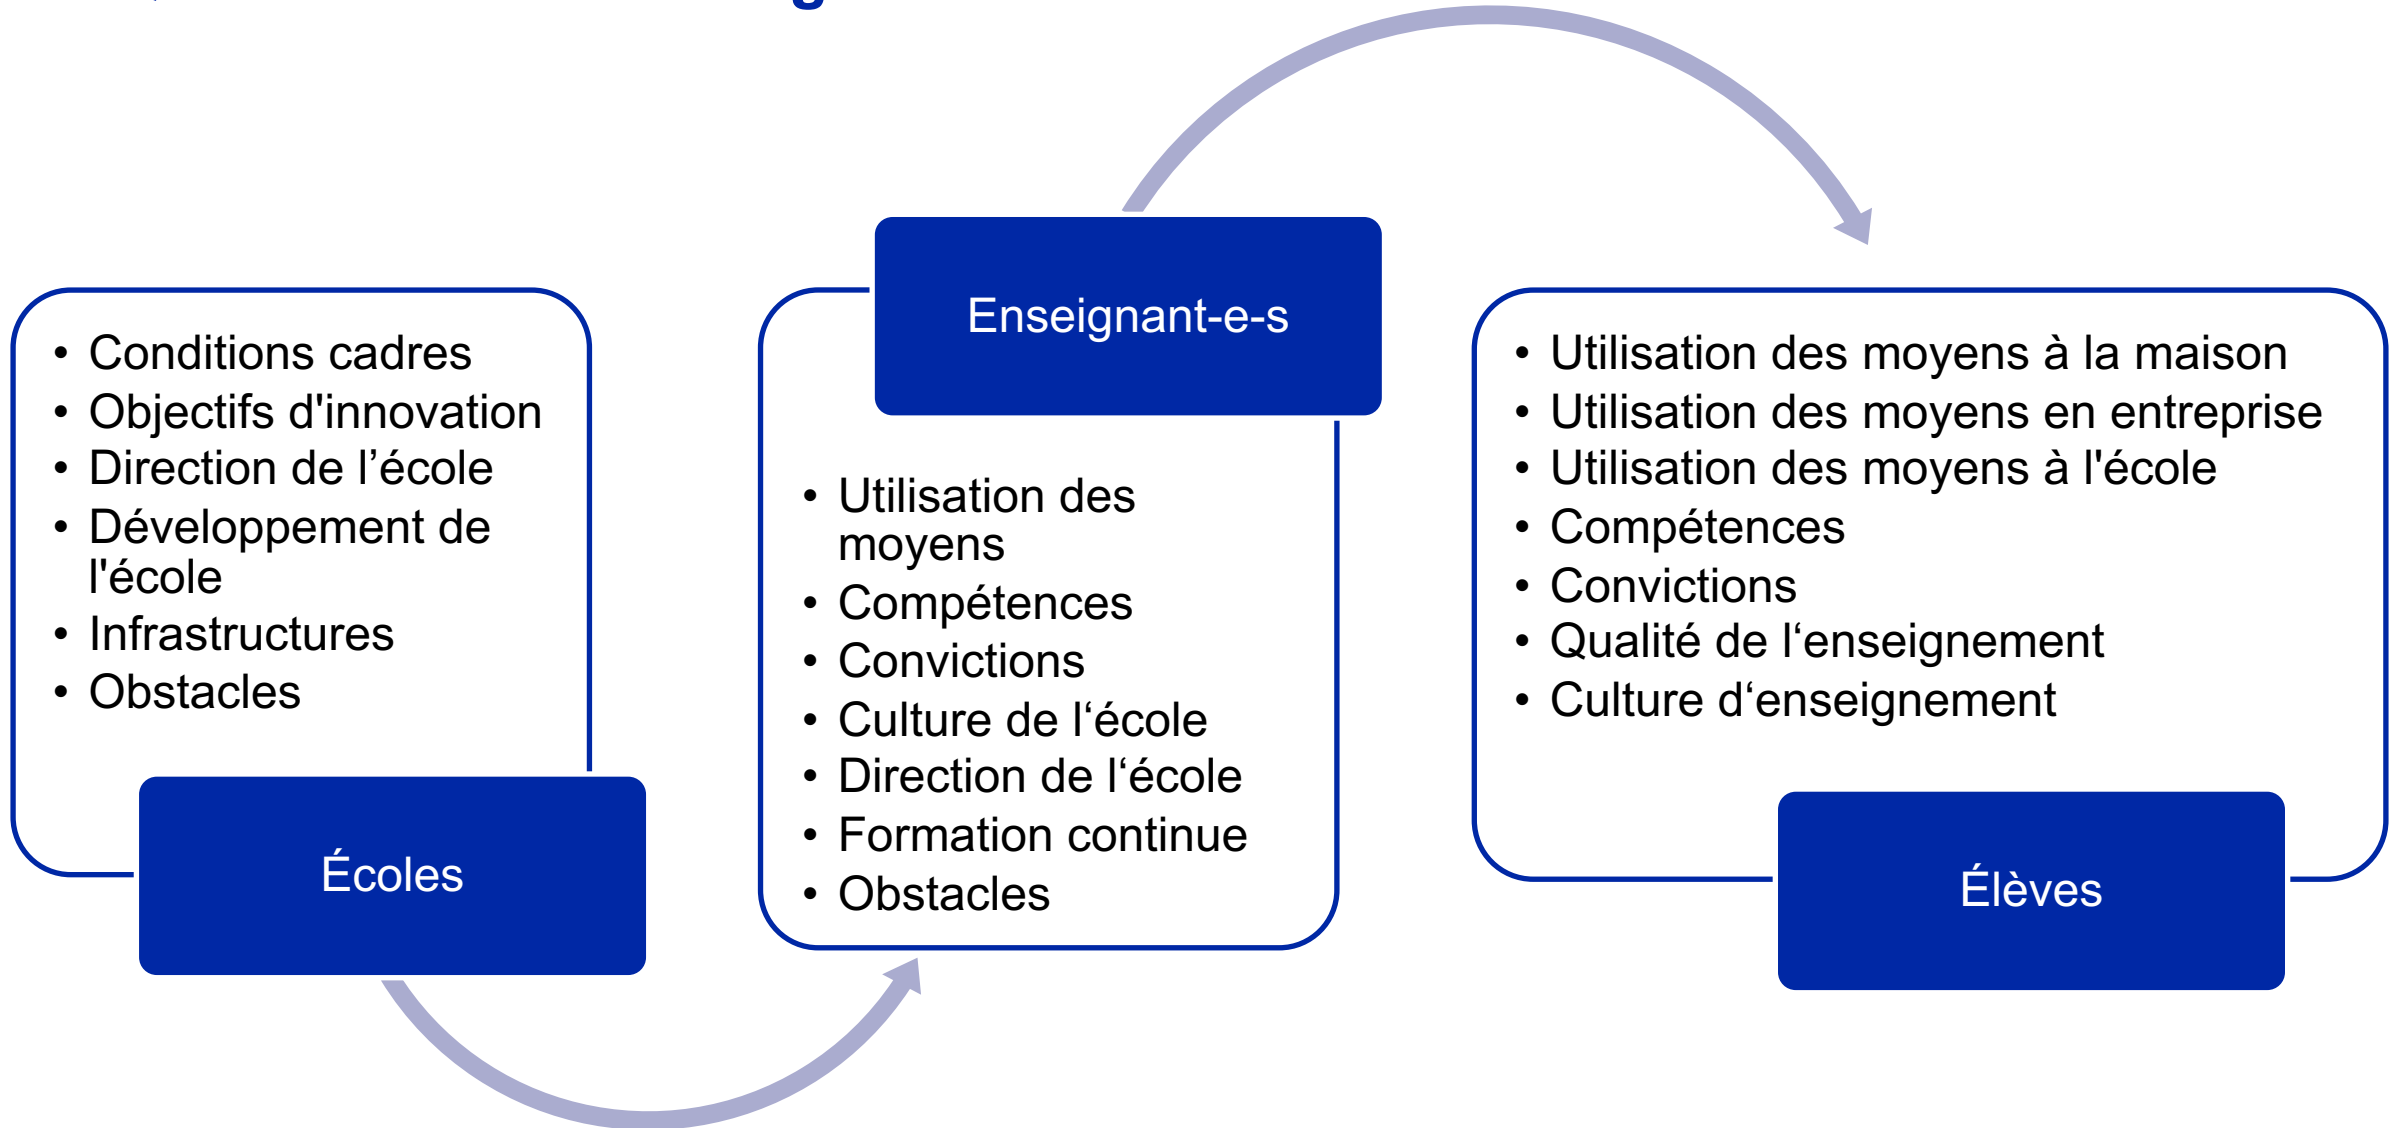 • Conditions cadres
• Objectifs d'innovation
• Direction de l’école
• Développement de
l'école
• Infrastructures
• Obstacles
Écoles
Enseignant-e-s
• Utilisation des
moyens
• Compétences
• Convictions
• Culture de l‘école
• Direction de l‘école
• Formation continue
• Obstacles
• Utilisation des moyens à la maison
• Utilisation des moyens en entreprise
• Utilisation des moyens à l'école
• Compétences
• Convictions
• Qualité de l‘enseignement
• Culture d‘enseignement
Élèves